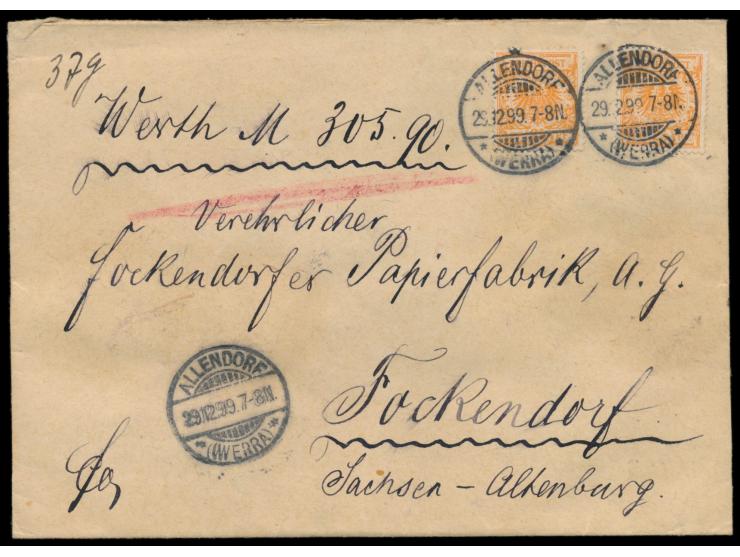 37g
ALLENDORF
29.12.99.7-8N.
* (WERRA) *
ALLENDORF
29.12.99.7-8N.
* (WERRA) *
Werth M 305.90.
Verehrlicher
Fockendorfer Papierfabrik, A. G.
ALLENDORF
29.12.99.7-8N.
* (WERRA) *
Fockendorf
Sachsen - Altenburg.